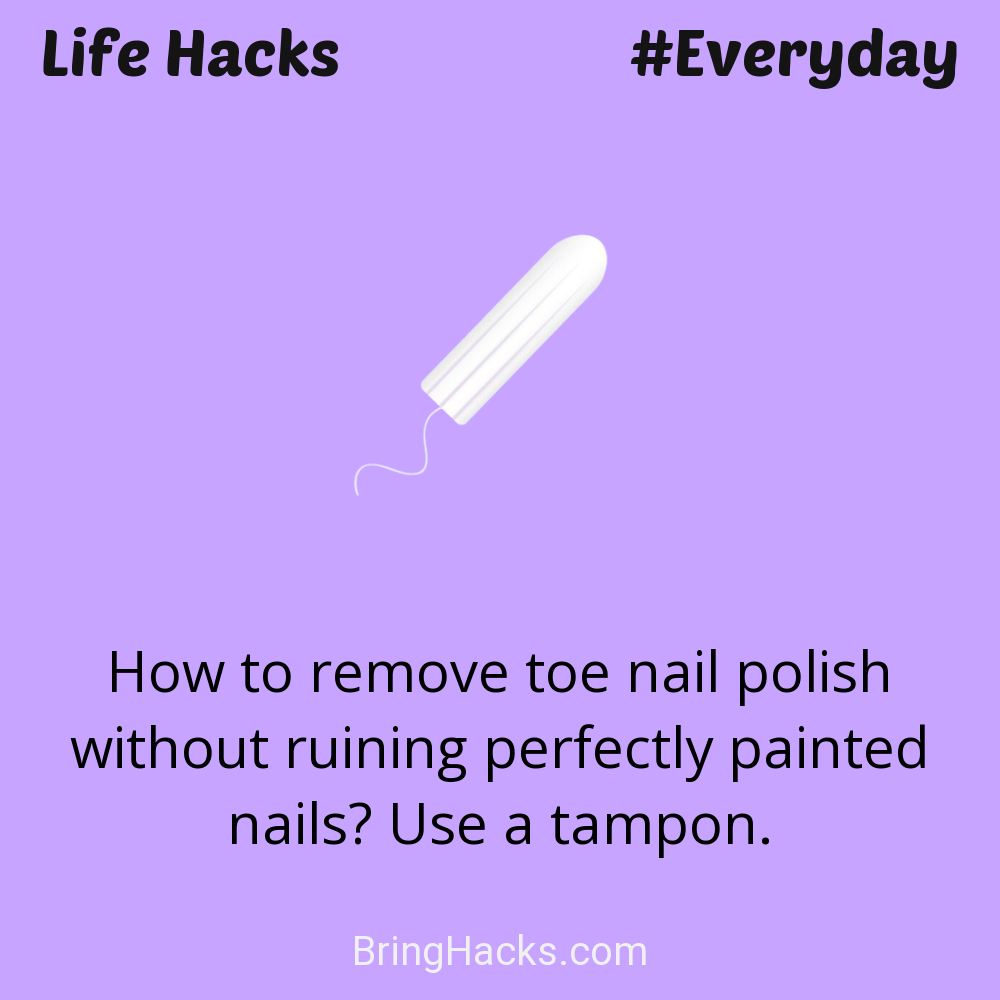 Life Hacks
#Everyday
How to remove toe nail polish
without ruining perfectly painted
nails? Use a tampon.
BringHacks.com